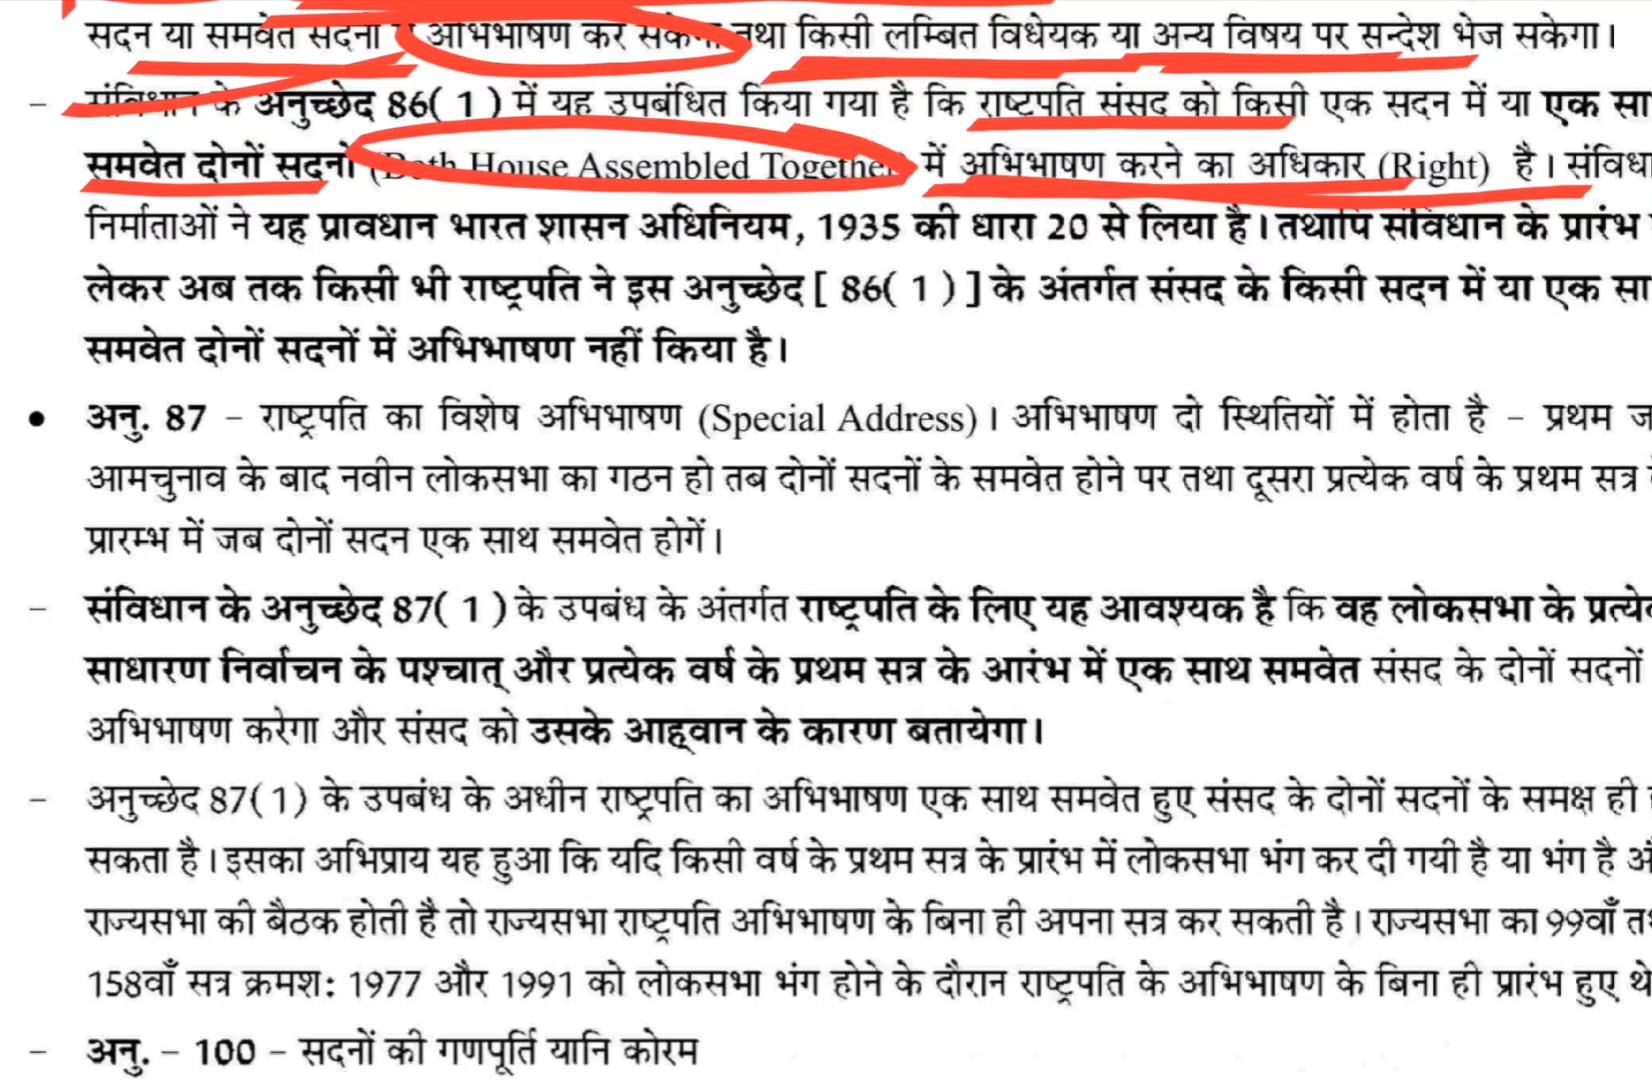 सदन या समवेत सदनों में अभिभाषण कर सकेगा तथा किसी लम्बित विधेयक या अन्य विषय पर सन्देश भेज सकेगा।
– संविधान के अनुच्छेद 86( 1 ) में यह उपबंधित किया गया है कि राष्टपति संसद को किसी एक सदन में या एक सा
समवेत दोनों सदनों (Both House Assembled Together) में अभिभाषण करने का अधिकार (Right) है। संविधा
निर्माताओं ने यह प्रावधान भारत शासन अधिनियम, 1935 की धारा 20 से लिया है। तथापि संविधान के प्रारंभ
लेकर अब तक किसी भी राष्ट्रपति ने इस अनुच्छेद [ 86( 1 ) ] के अंतर्गत संसद के किसी सदन में या एक सा
समवेत दोनों सदनों में अभिभाषण नहीं किया है।
• अनु. 87 – राष्ट्रपति का विशेष अभिभाषण (Special Address)। अभिभाषण दो स्थितियों में होता है – प्रथम ज
आमचुनाव के बाद नवीन लोकसभा का गठन हो तब दोनों सदनों के समवेत होने पर तथा दूसरा प्रत्येक वर्ष के प्रथम सत्र
प्रारम्भ में जब दोनों सदन एक साथ समवेत होगें।
– संविधान के अनुच्छेद 87( 1 ) के उपबंध के अंतर्गत राष्ट्रपति के लिए यह आवश्यक है कि वह लोकसभा के प्रत्ये
साधारण निर्वाचन के पश्चात् और प्रत्येक वर्ष के प्रथम सत्र के आरंभ में एक साथ समवेत संसद के दोनों सदनों
अभिभाषण करेगा और संसद को उसके आह्वान के कारण बतायेगा।
– अनुच्छेद 87(1) के उपबंध के अधीन राष्ट्रपति का अभिभाषण एक साथ समवेत हुए संसद के दोनों सदनों के समक्ष ही
सकता है। इसका अभिप्राय यह हुआ कि यदि किसी वर्ष के प्रथम सत्र के प्रारंभ में लोकसभा भंग कर दी गयी है या भंग है औ
राज्यसभा की बैठक होती है तो राज्यसभा राष्ट्रपति अभिभाषण के बिना ही अपना सत्र कर सकती है। राज्यसभा का 99वाँ त
158वाँ सत्र क्रमश: 1977 और 1991 को लोकसभा भंग होने के दौरान राष्ट्रपति के अभिभाषण के बिना ही प्रारंभ हुए थे
– अनु. – 100 – सदनों की गणपूर्ति यानि कोरम